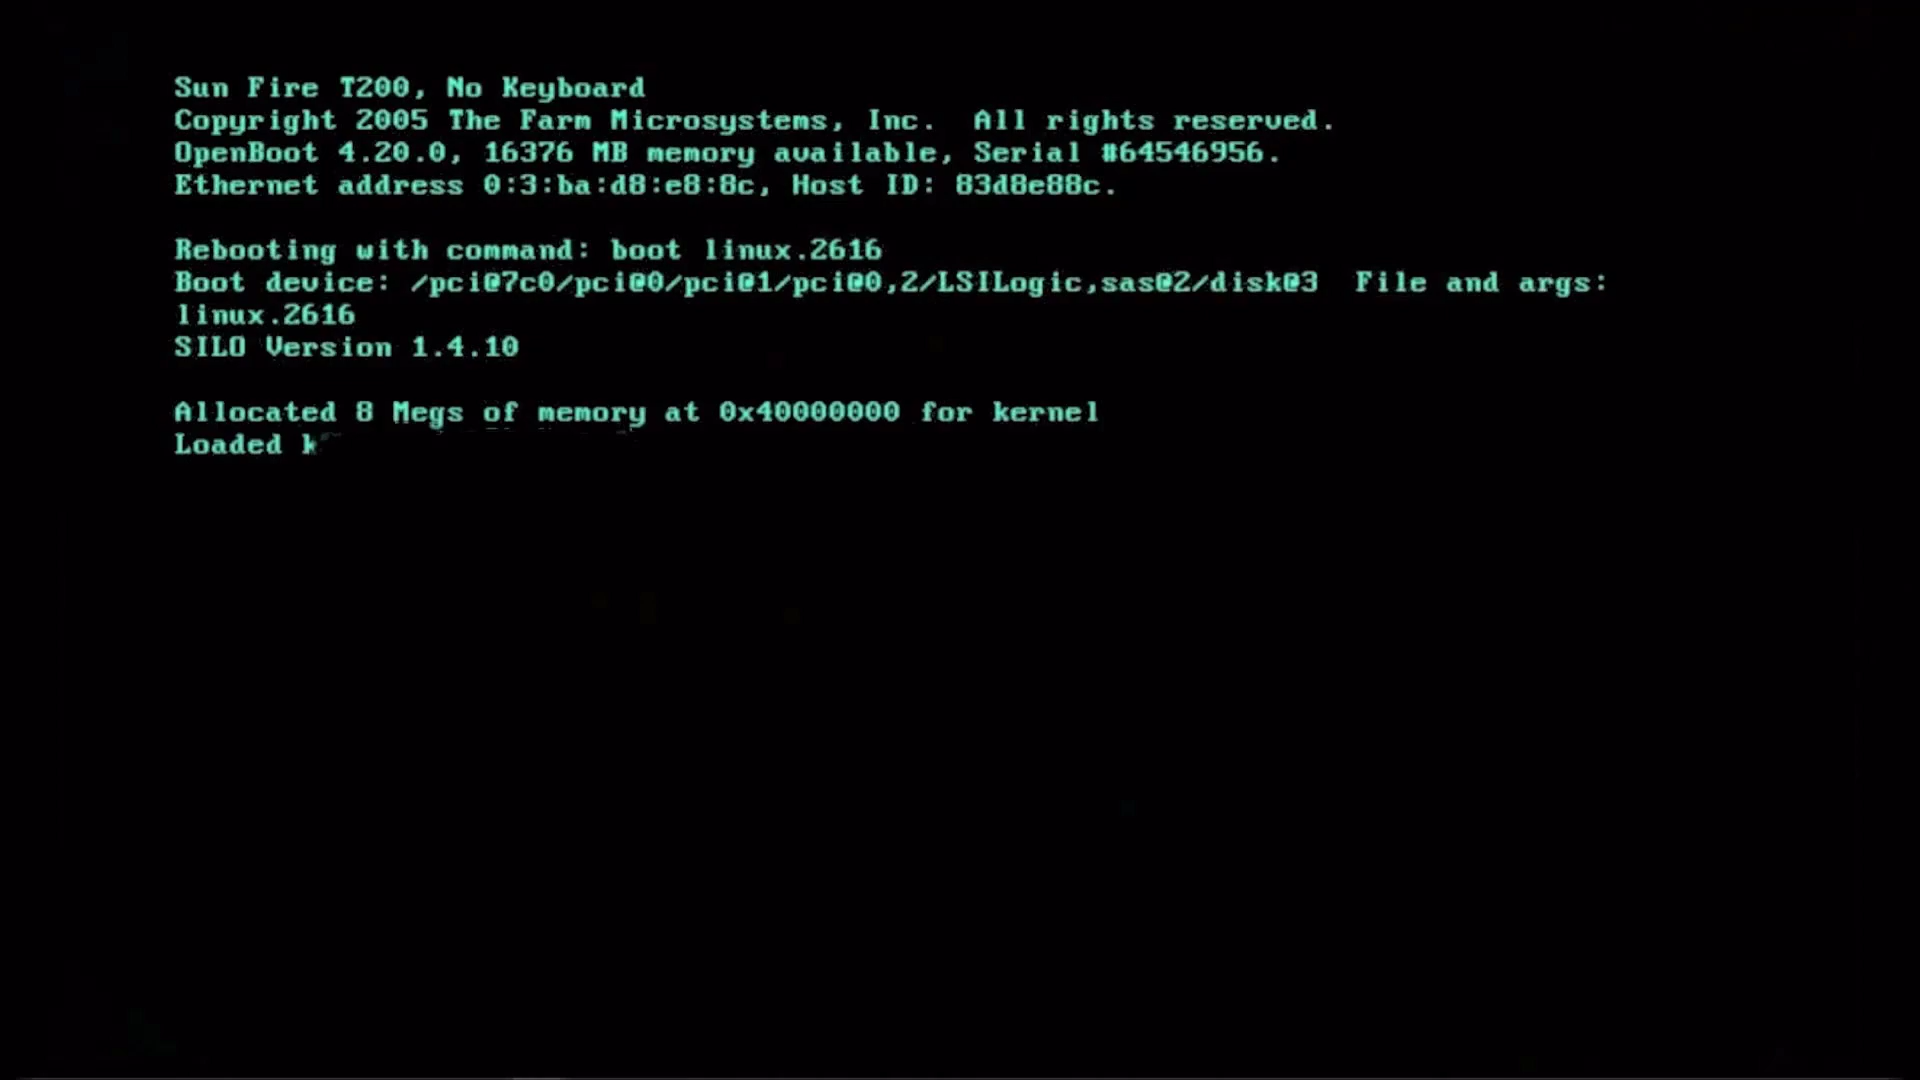 Sun Fire T200, No Keyboard
Copyright 2005 The Farm Microsystems, Inc.  All rights reserved.
OpenBoot 4.20.0, 16376 MB memory available, Serial #64546956.
Ethernet address 0:3:ba:d8:e8:8c, Host ID: 83d8e88c.
Rebooting with command: boot linux.2616
Boot device: /pci@7c0/pci@0/pci@1/pci@0,2/LSILogic,sas@2/disk@3  File and args:
linux.2616
SILO Version 1.4.10
Allocated 8 Megs of memory at 0x40000000 for kernel
Loaded k